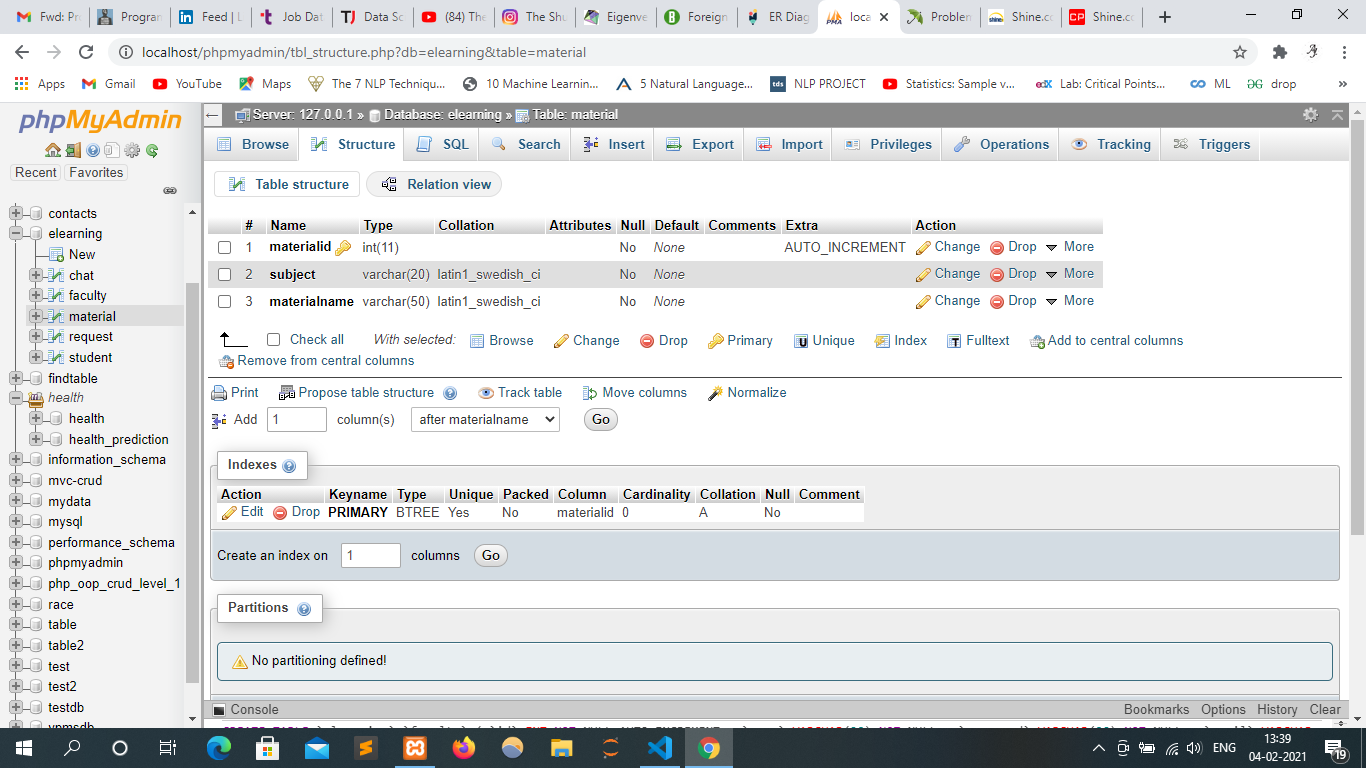 Fwd: Pr
Program
Feed | L
Job Dat
Data Sc
(84) The
The Shu
Eigenve
Foreign
ER Diag
loca
Problem
Shine.co
Shine.co
localhost/phpmyadmin/tbl_structure.php?db=elearning&table=material
Apps Gmail YouTube Maps The 7 NLP Technique... 10 Machine Learnin... 5 Natural Language... NLP PROJECT Statistics: Sample v... Lab: Critical Points... ML drop »
phpMyAdmin
Recent Favorites
contacts
elearning
New
chat
faculty
material
request
student
findtable
health
health
health_prediction
information_schema
mvc-crud
mydata
mysql
performance_schema
phpmyadmin
php_oop_crud_level_1
race
table
table2
test
test2
testdb
Server: 127.0.0.1 » Database: elearning » Table: material
Browse Structure SQL Search Insert Export Import Privileges Operations Tracking Triggers
Table structure Relation view
# Name Type Collation Attributes Null Default Comments Extra Action
1 materialid int(11) No None AUTO_INCREMENT Change Drop More
2 subject varchar(20) latin1_swedish_ci No None Change Drop More
3 materialname varchar(50) latin1_swedish_ci No None Change Drop More
Check all With selected: Browse Change Drop Primary Unique Index Fulltext Add to central columns
Remove from central columns
Print Propose table structure Track table Move columns Normalize
Add 1 column(s) after materialname Go
Indexes
Action Keyname Type Unique Packed Column Cardinality Collation Null Comment
Edit Drop PRIMARY BTREE Yes No materialid 0 A No
Create an index on 1 columns Go
Partitions
No partitioning defined!
Console Bookmarks Options History Clear
ENG
13:39
04-02-2021
19